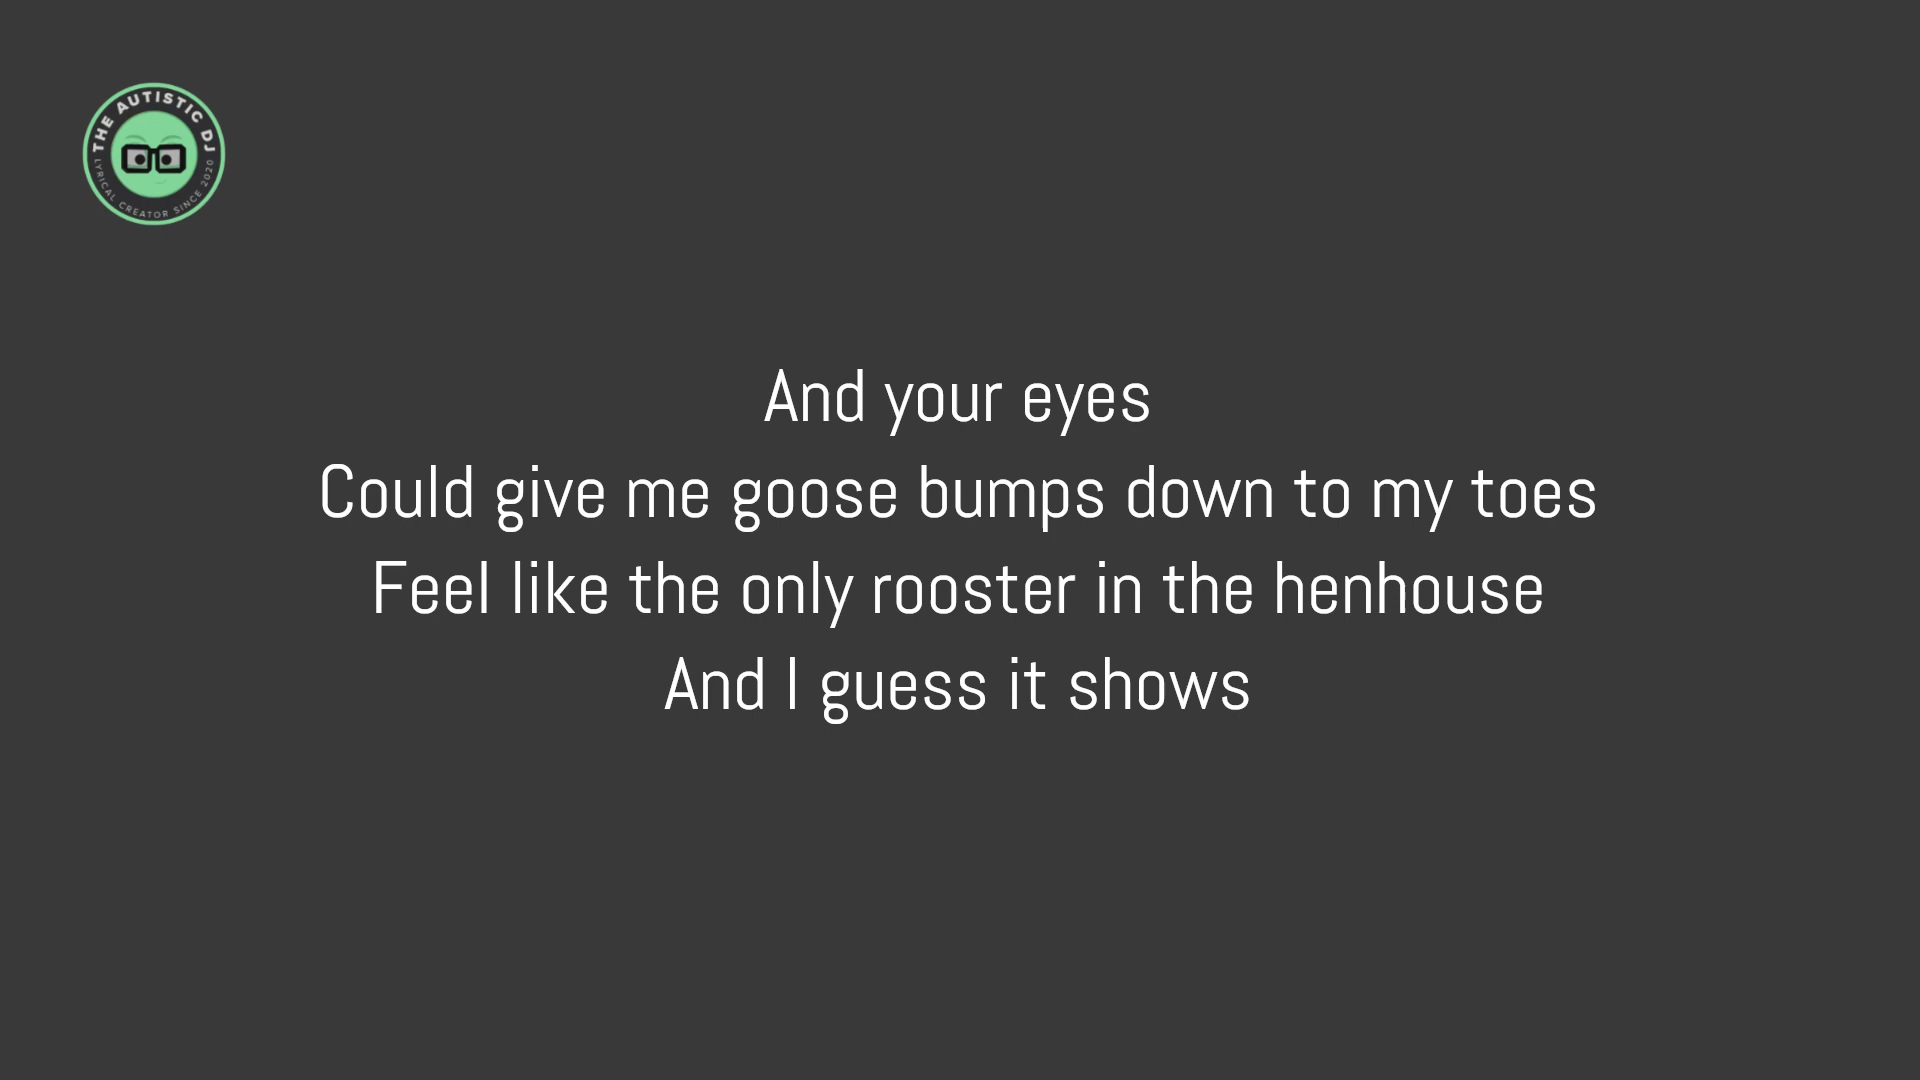 THE AUTISTIC DJ
LYRICAL CREATOR SINCE 2020
And your eyes
Could give me goose bumps down to my toes
Feel like the only rooster in the henhouse
And I guess it shows